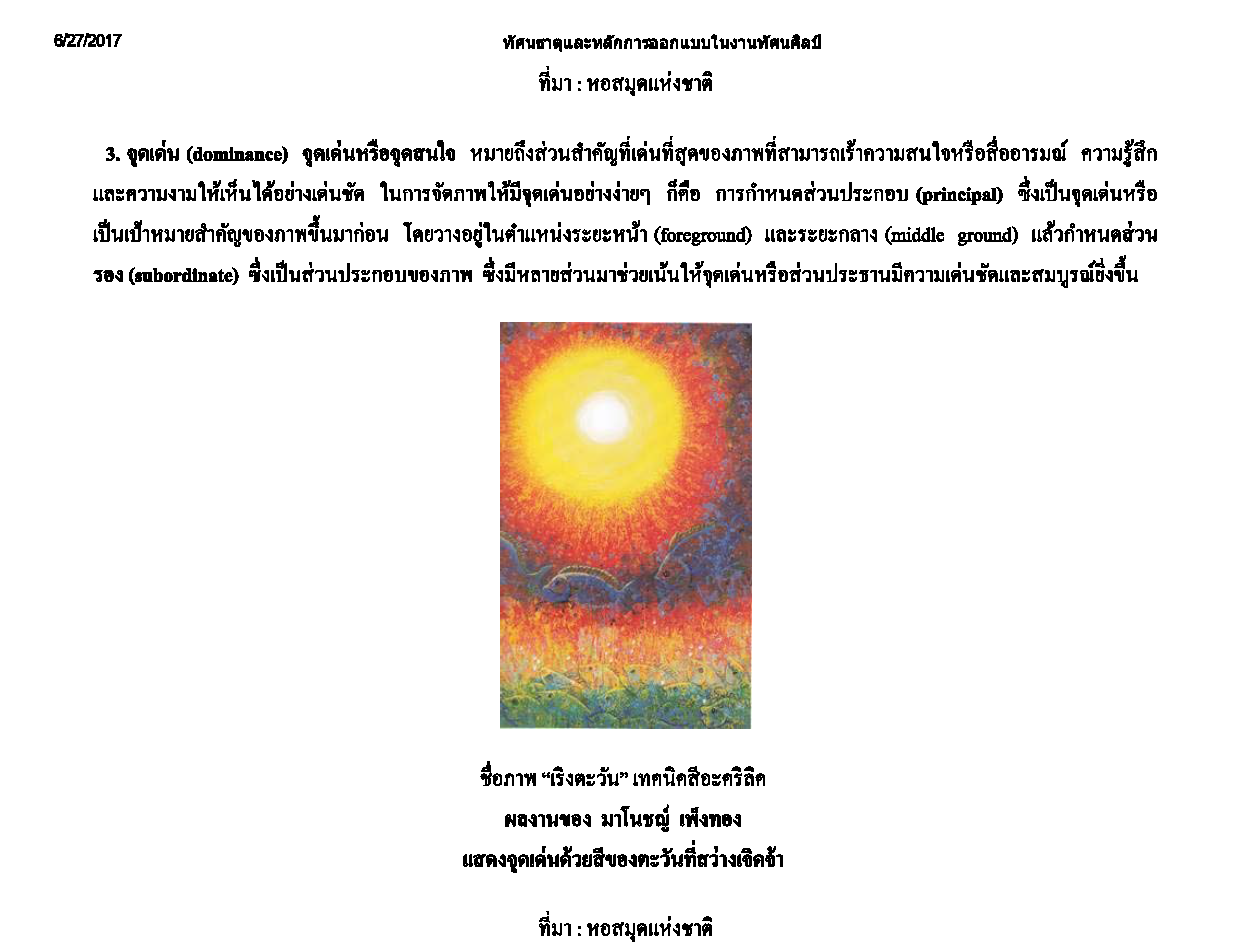 6/27/2017
ทัศนธาตุและหลักการออกแบบในงานทัศนศิลป์
ที่มา : หอสมุดแห่งชาติ
3. จุดเด่น (dominance) จุดเด่นหรือจุดสนใจ หมายถึงส่วนสำคัญที่เด่นที่สุดของภาพที่สามารถเร้าความสนใจหรือสื่ออารมณ์ ความรู้สึก
และความงามให้เห็นได้อย่างเด่นชัด ในการจัดภาพให้มีจุดเด่นอย่างง่ายๆ ก็คือ การกำหนดส่วนประกอบ (principal) ซึ่งเป็นจุดเด่นหรือ
เป็นเป้าหมายสำคัญของภาพขึ้นมาก่อน โดยวางอยู่ในตำแหน่งระยะหน้า (foreground) และระยะกลาง (middle ground) แล้วกำหนดส่วน
รอง (subordinate) ซึ่งเป็นส่วนประกอบของภาพ ซึ่งมีหลายส่วนมาช่วยเน้นให้จุดเด่นหรือส่วนประธานมีความเด่นชัดและสมบูรณ์ยิ่งขึ้น
ชื่อภาพ “เริงตะวัน” เทคนิคสีอะคริลิค
ผลงานของ มาโนชญ์ เพ็งทอง
แสดงจุดเด่นด้วยสีของตะวันที่สว่างเจิดจ้า
ที่มา : หอสมุดแห่งชาติ